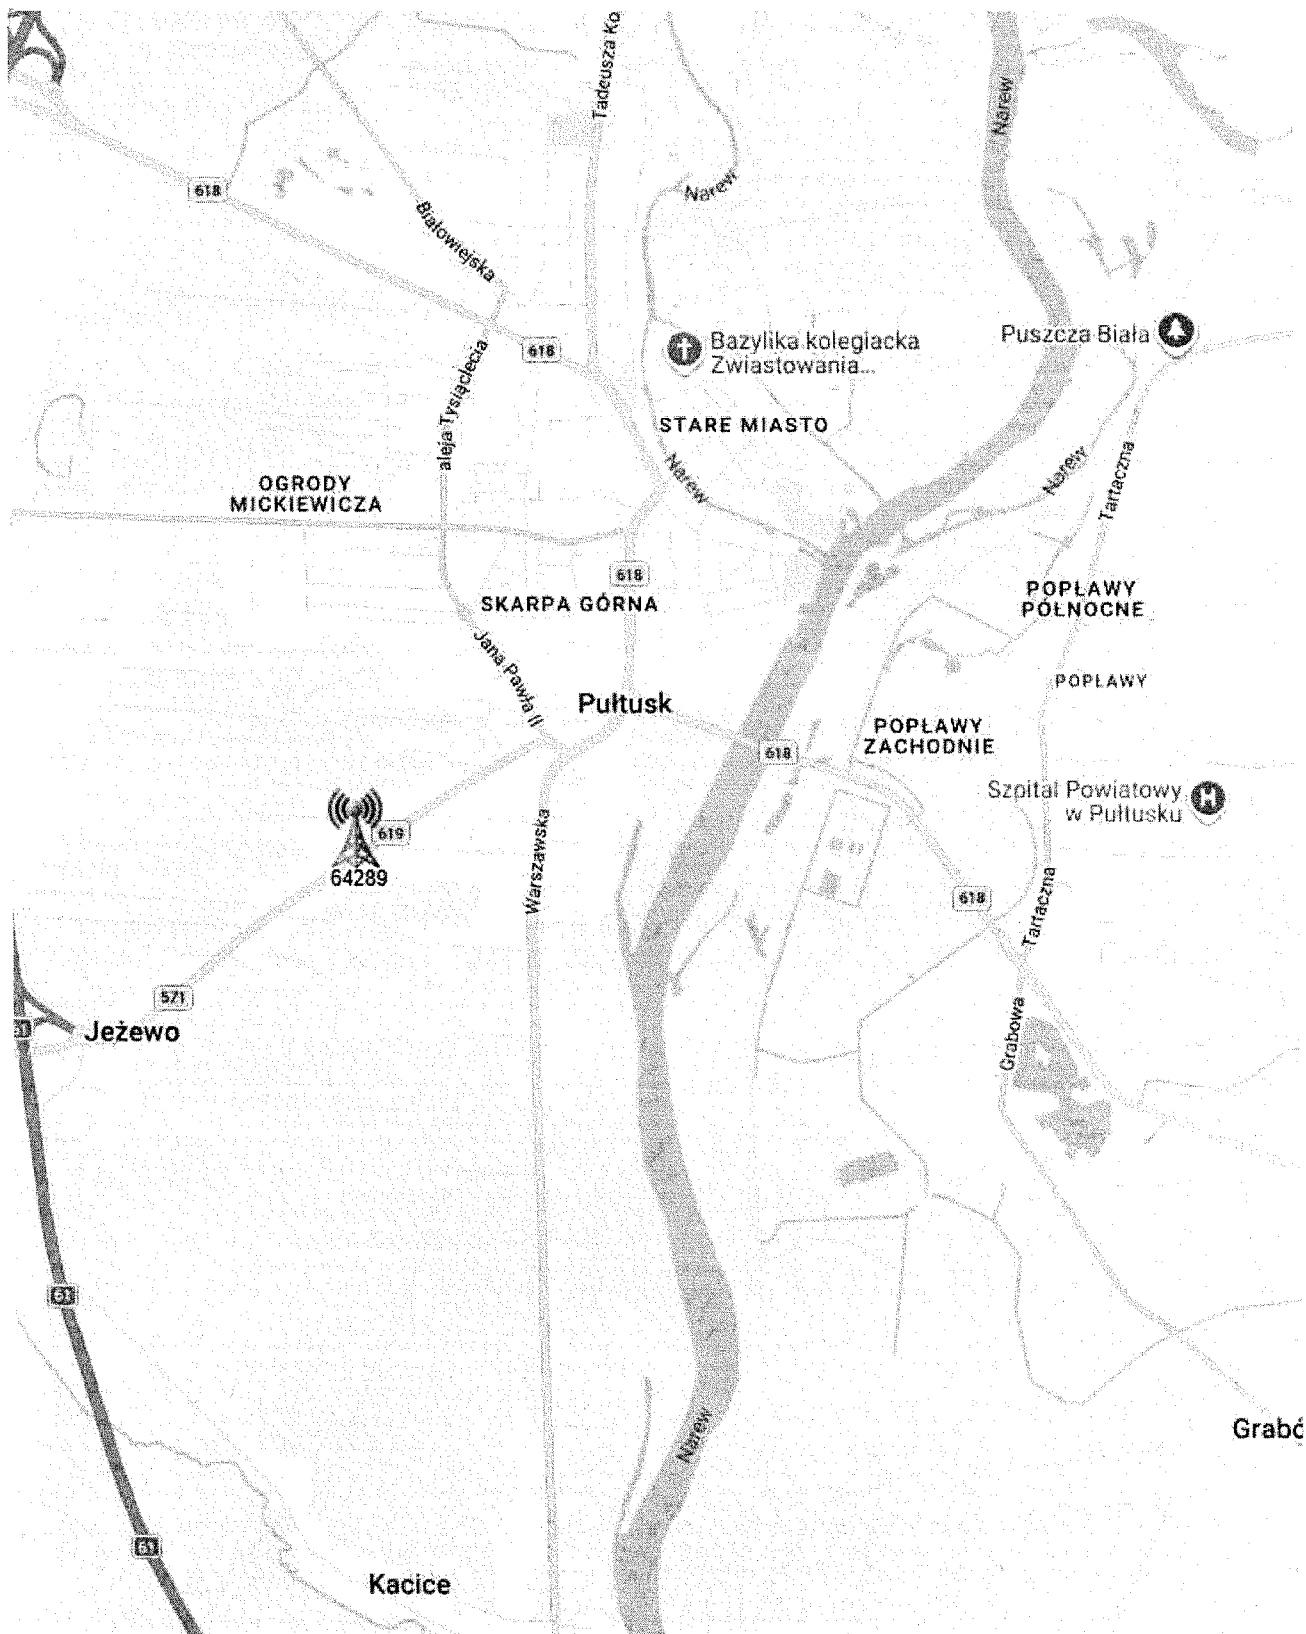 Tadeusza Ko
Narew
618
Narew
Białowiejska
618
Bazylika kolegiacka
Zwiastowania...
Puszcza Biała
aleja Tysiąclecia
STARE MIASTO
Narew
Narew
Tartaczna
OGRODY
MICKIEWICZA
618
SKARPA GÓRNA
POPŁAWY
PÓŁNOCNE
Jana Pawła II
POPŁAWY
Pułtusk
POPŁAWY
ZACHODNIE
618
Szpital Powiatowy
w Pułtusku
619
64289
Warszawska
618
Tartaczna
571
Jeżewo
61
Grabowa
61
Narew
Grabó
61
Kacice